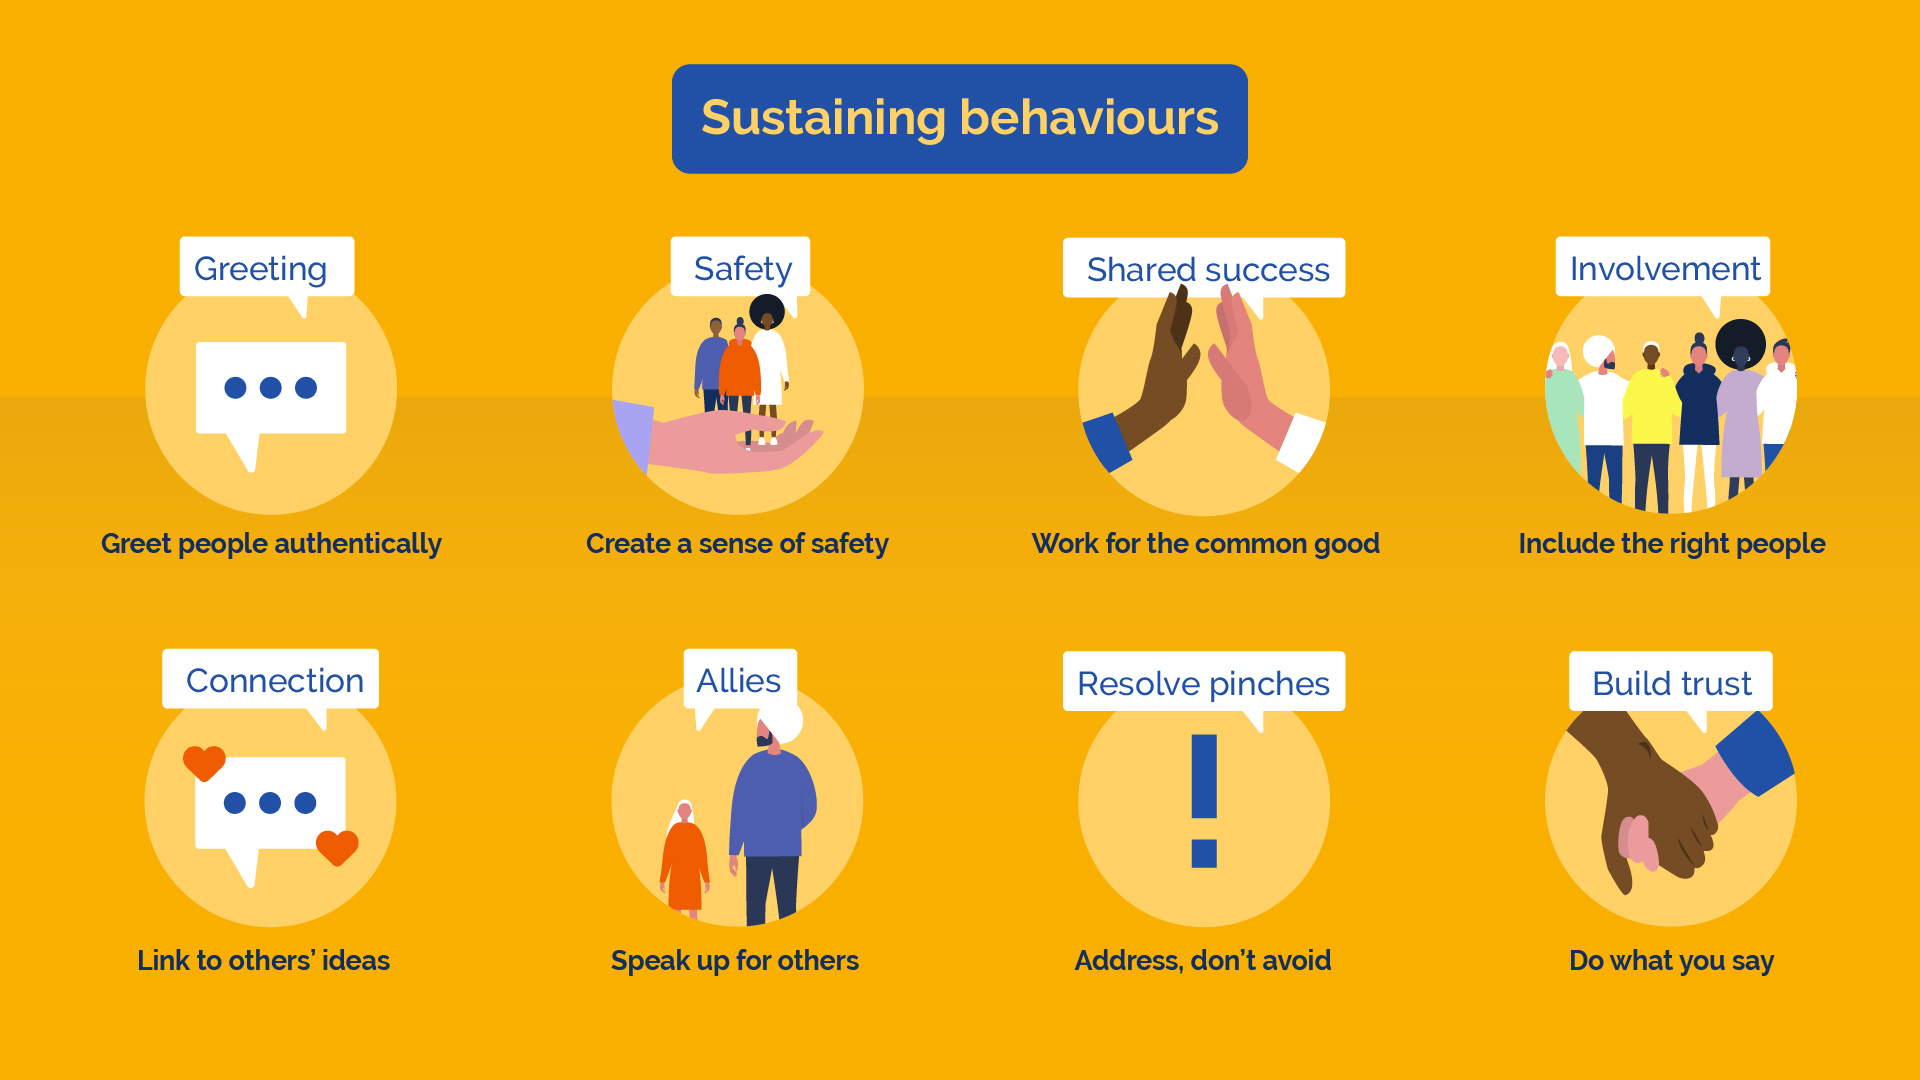 Sustaining behaviours
Greeting
Safety
Shared success
Involvement
Greet people authentically
Create a sense of safety
Work for the common good
Include the right people
Connection
Allies
Resolve pinches
Build trust
Link to others’ ideas
Speak up for others
Address, don’t avoid
Do what you say